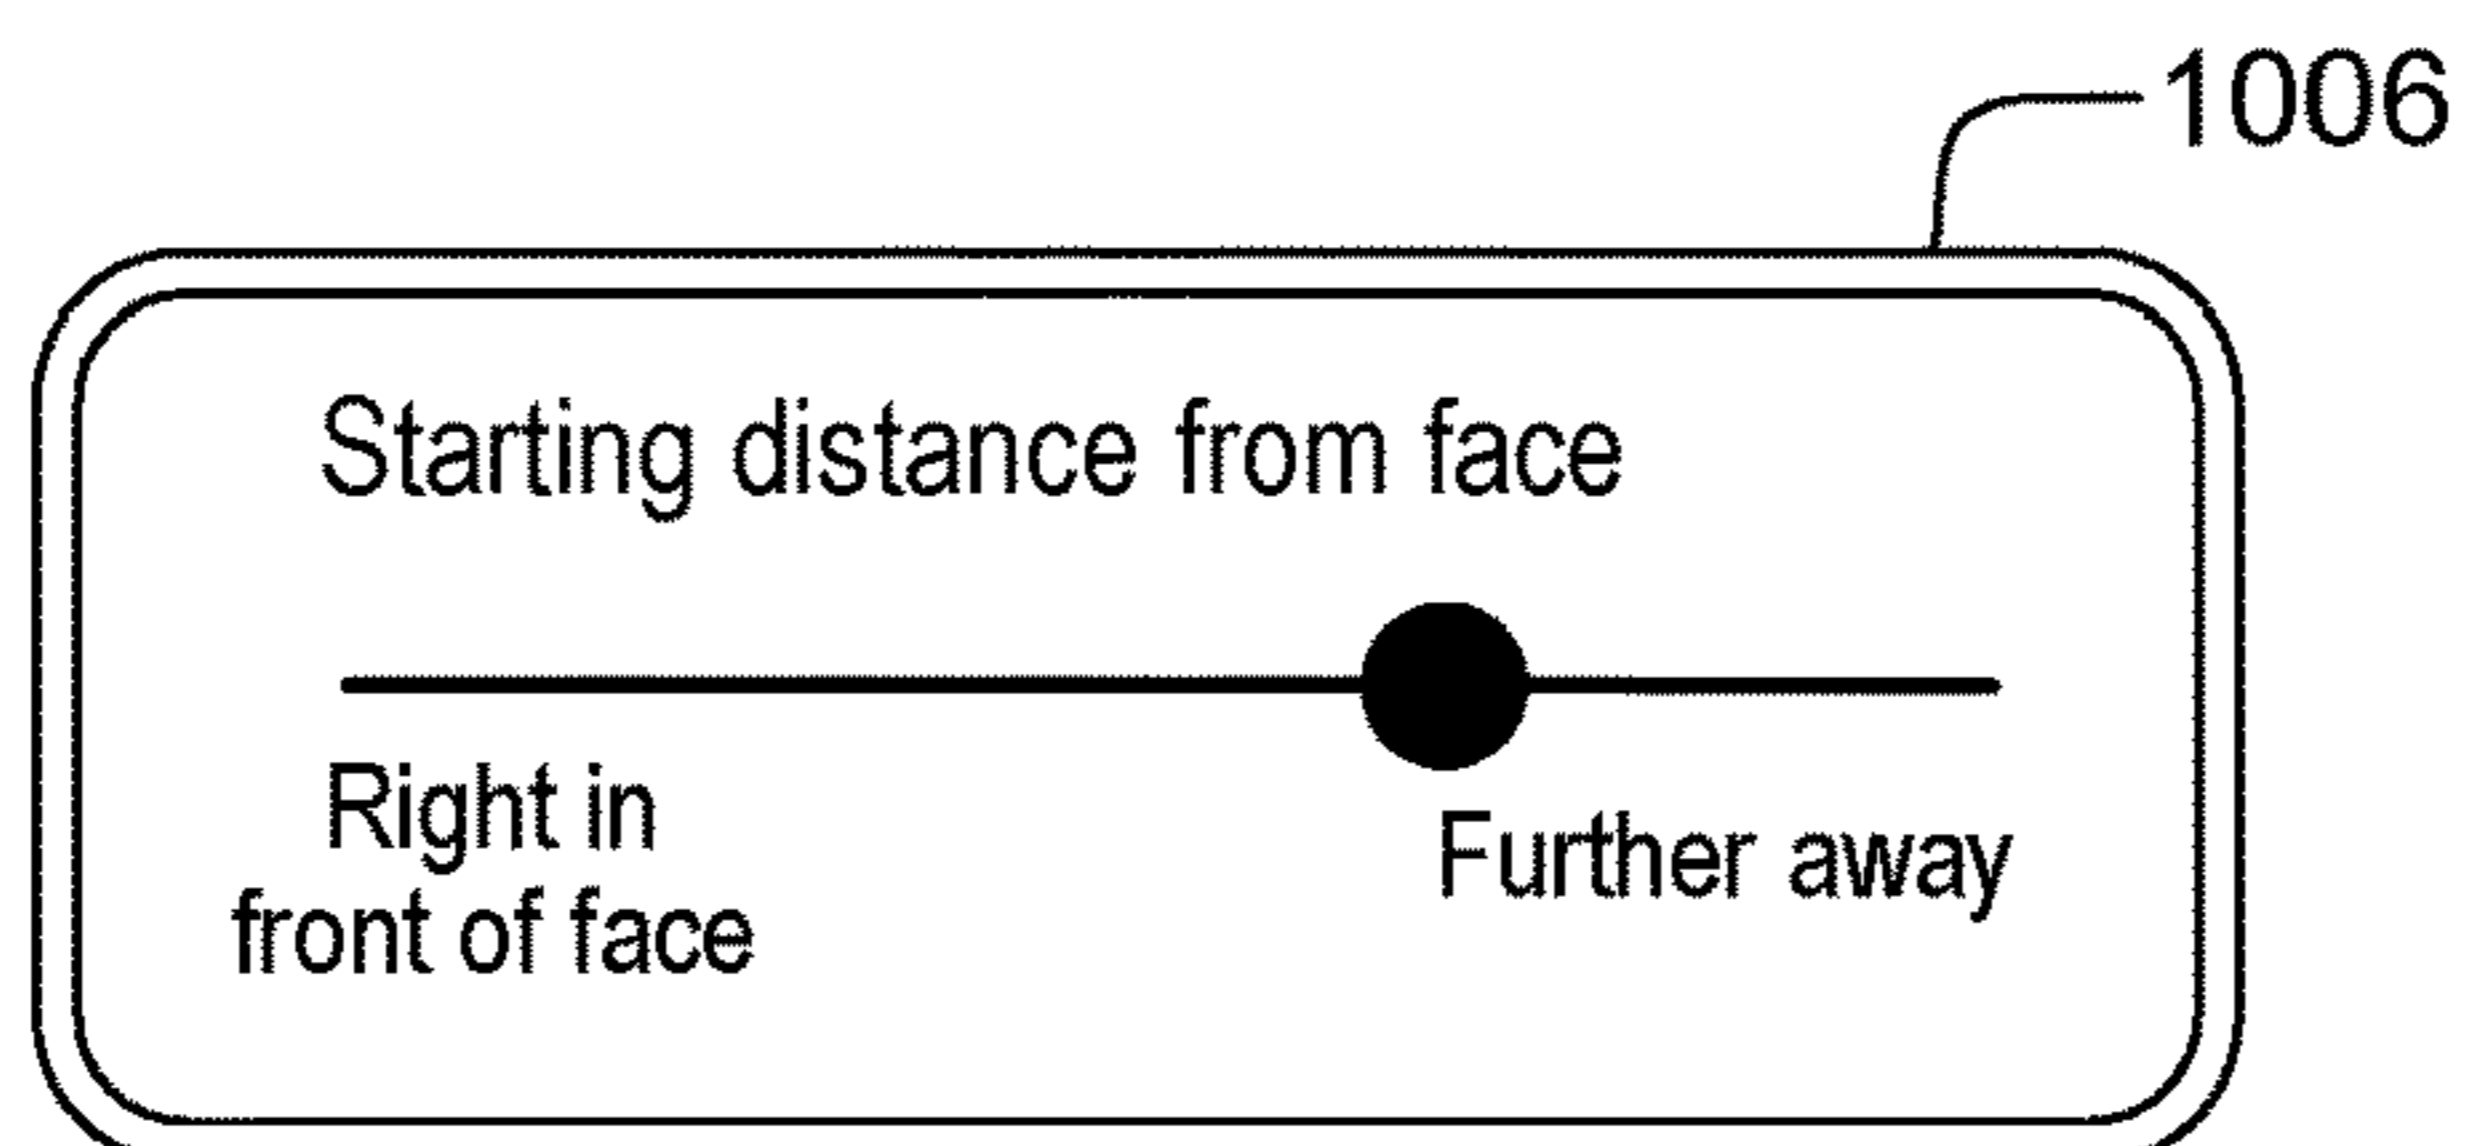 1006
Starting distance from face
Right in
front of face
Further away